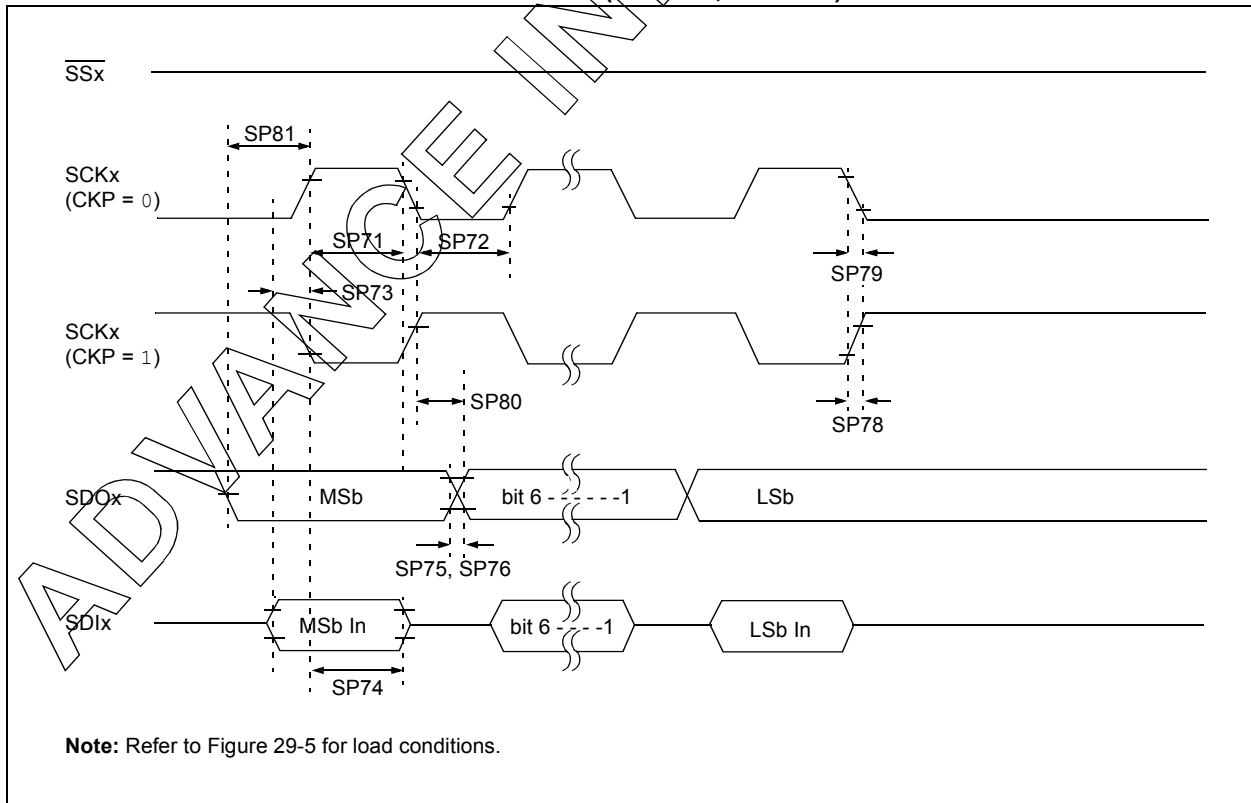 SSx
SP81
SCKx
(CKP = 0)
SP71
SP72
SP79
SP73
SCKx
(CKP = 1)
SP80
SP78
SDOx
MSb
bit 6 - - - - - -1
LSb
SP75, SP76
SDIx
MSb In
bit 6 - - - -1
LSb In
SP74
Note: Refer to Figure 29-5 for load conditions.
ADVANCE